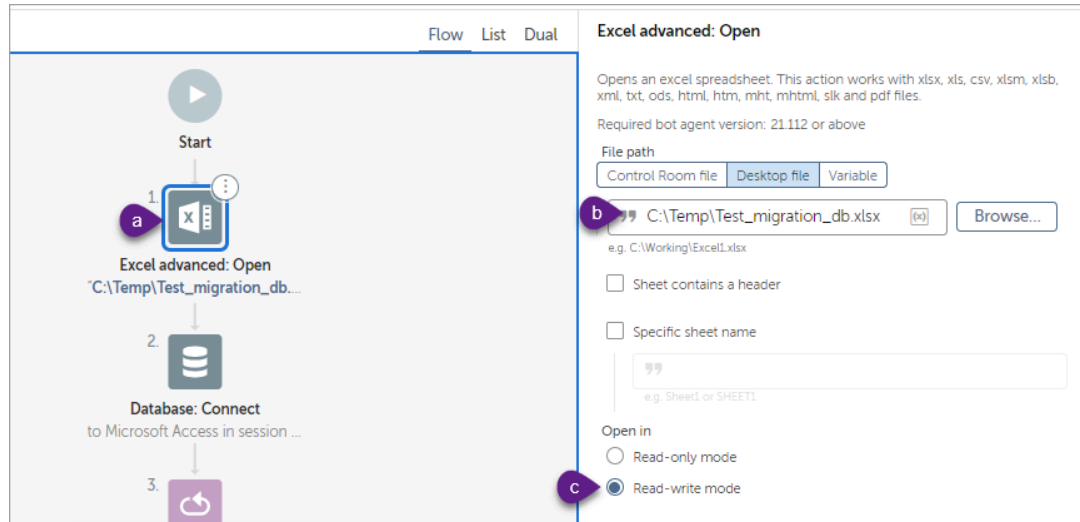 Flow List Dual
Start
1.
a
Excel advanced: Open
"C:\Temp\Test_migration_db....
2.
Database: Connect
to Microsoft Access in session ...
3.
Excel advanced: Open
Opens an excel spreadsheet. This action works with xlsx, xls, csv, xlsm, xlsb,
xml, txt, ods, html, htm, mht, mhtml, slk and pdf files.
Required bot agent version: 21.112 or above
File path
Control Room file Desktop file Variable
b
C:\Temp\Test_migration_db.xlsx (x) Browse...
e.g. C:\Working\Excel1.xlsx
Sheet contains a header
Specific sheet name
e.g. Sheet1 or SHEET1
Open in
Read-only mode
c
Read-write mode